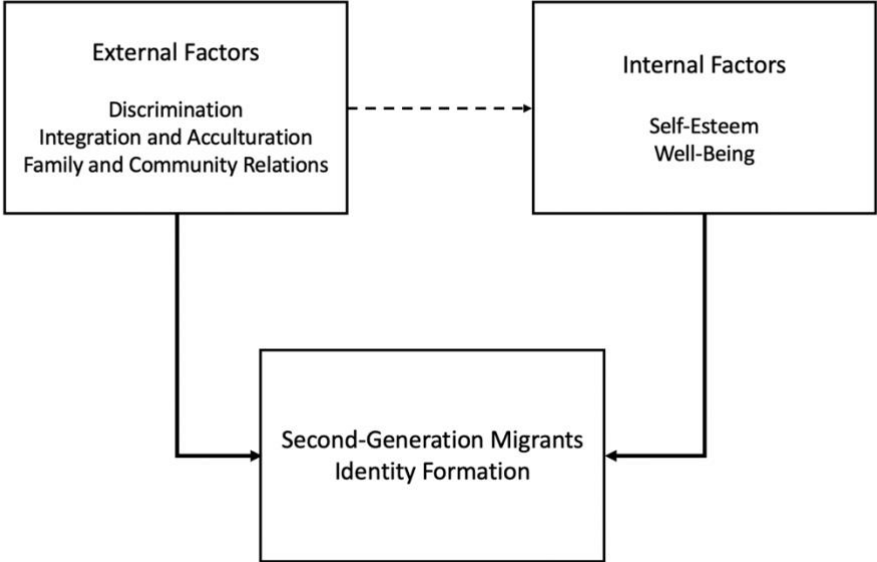 External Factors
Discrimination
Integration and Acculturation
Family and Community Relations
Internal Factors
Self-Esteem
Well-Being
Second-Generation Migrants
Identity Formation